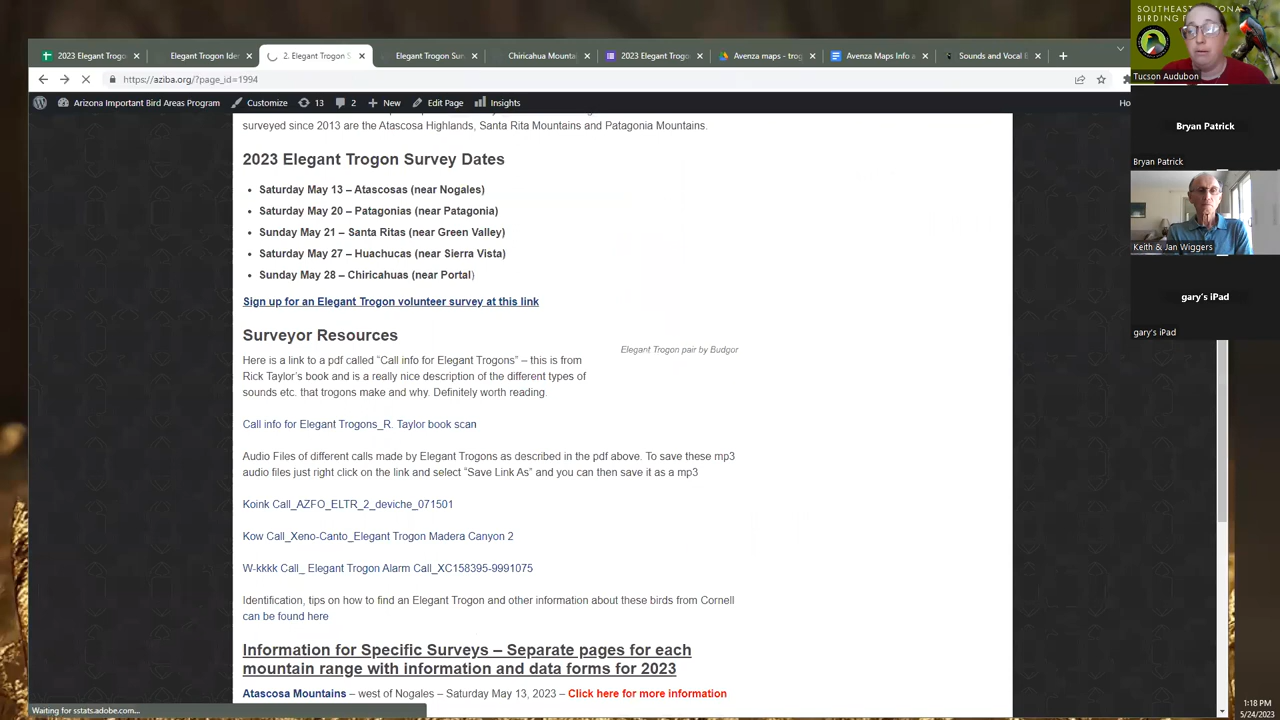 SOUTHEAST ARIZONA
BIRDING
Tucson Audubon
2023 Elegant Trog
Elegant Trogon Ide
2. Elegant Trogon S
Elegant Trogon Sur
Chiricahua Mounta
2023 Elegant Trog
Avenza maps - trog
Avenza Maps Info a
Sounds and Vocal B
https://aziba.org/?page_id=1994
Arizona Important Bird Areas Program
Customize
13
2
New
Edit Page
Insights
Ho
surveyed since 2013 are the Atascosa Highlands, Santa Rita Mountains and Patagonia Mountains.
2023 Elegant Trogon Survey Dates
• Saturday May 13 – Atascosas (near Nogales)
• Saturday May 20 – Patagonias (near Patagonia)
• Sunday May 21 – Santa Ritas (near Green Valley)
• Saturday May 27 – Huachucas (near Sierra Vista)
• Sunday May 28 – Chiricahuas (near Portal)
Sign up for an Elegant Trogon volunteer survey at this link
Surveyor Resources
Elegant Trogon pair by Budgor
Here is a link to a pdf called “Call info for Elegant Trogons” – this is from
Rick Taylor’s book and is a really nice description of the different types of
sounds etc. that trogons make and why. Definitely worth reading.
Call info for Elegant Trogons_R. Taylor book scan
Audio Files of different calls made by Elegant Trogons as described in the pdf above. To save these mp3
audio files just right click on the link and select “Save Link As” and you can then save it as a mp3
Koink Call_AZFO_ELTR_2_deviche_071501
Kow Call_Xeno-Canto_Elegant Trogon Madera Canyon 2
W-kkkk Call_ Elegant Trogon Alarm Call_XC158395-9991075
Identification, tips on how to find an Elegant Trogon and other information about these birds from Cornell
can be found here
Information for Specific Surveys – Separate pages for each
mountain range with information and data forms for 2023
Atascosa Mountains – west of Nogales – Saturday May 13, 2023 – Click here for more information
Waiting for sstats.adobe.com...
Bryan Patrick
Bryan Patrick
Keith & Jan Wiggers
gary's iPad
gary's iPad
1:18 PM
5/24/2023